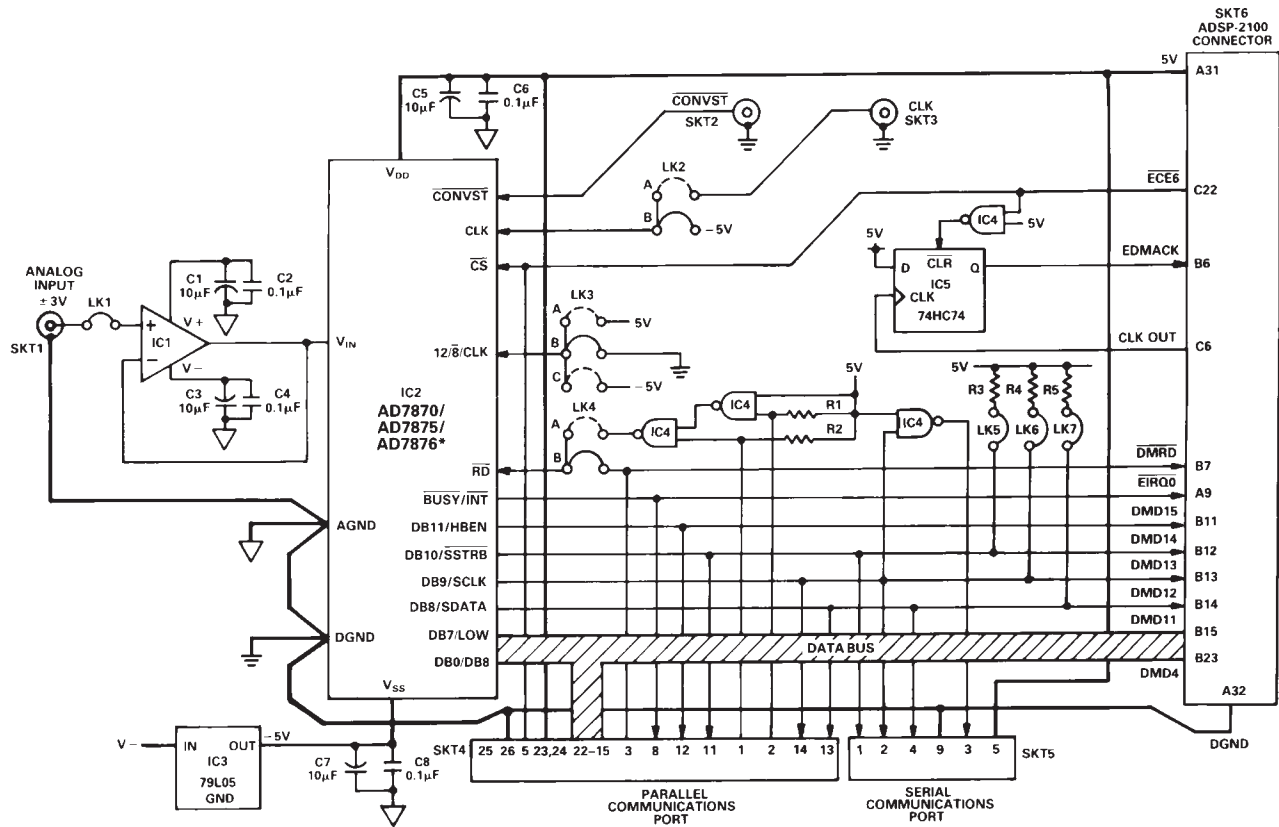 SKT6
ADSP-2100
CONNECTOR
5V
A31
C5
10µF
C6
0.1µF
CONVST
SKT2
CLK
SKT3
VDD
LK2
A
B
-5V
CONVST
CLK
CS
ECE6
C22
IC4
5V
5V
D
CLR
Q
IC5
CLK
74HC74
EDMACK
B6
CLK OUT
C6
ANALOG
INPUT
±3V
LK1
SKT1
C1
10µF
C2
0.1µF
V+
IC1
V−
C3
10µF
C4
0.1µF
VIN
LK3
A
5V
B
C
-5V
12/8/CLK
IC2
AD7870/
AD7875/
AD7876*
LK4
A
B
IC4
IC4
5V
R1
R2
IC4
5V
R3
R4
R5
LK5
LK6
LK7
RD
DMRD
B7
BUSY/INT
EIRQ0
A9
AGND
DB11/HBEN
DMD15
B11
DB10/SSTRB
DMD14
B12
DB9/SCLK
DMD13
B13
DB8/SDATA
DMD12
B14
DGND
DB7/LOW
DMD11
B15
DATA BUS
DB0/DB8
B23
DMD4
VSS
A32
DGND
V−
IN
OUT
-5V
IC3
79L05
GND
C7
10µF
C8
0.1µF
SKT4
25
26
5
23,24
22-15
3
8
12
11
1
2
14
13
1
2
4
9
3
5
SKT5
PARALLEL
COMMUNICATIONS
PORT
SERIAL
COMMUNICATIONS
PORT